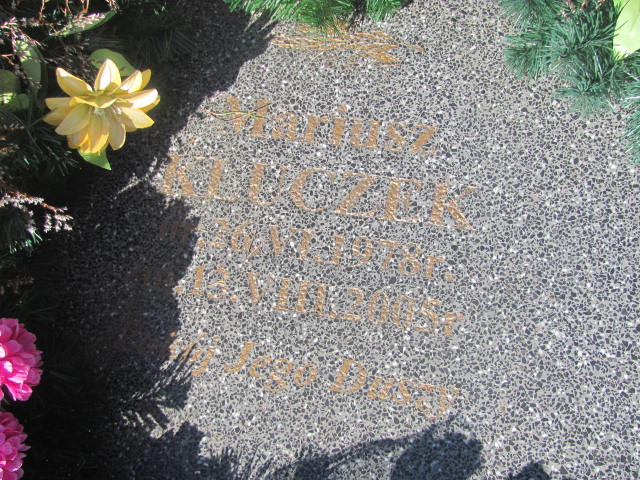 Mariusz
KLUCZEK
26.VI.1978r.
13.VIII.2005r.
Jego Duszy